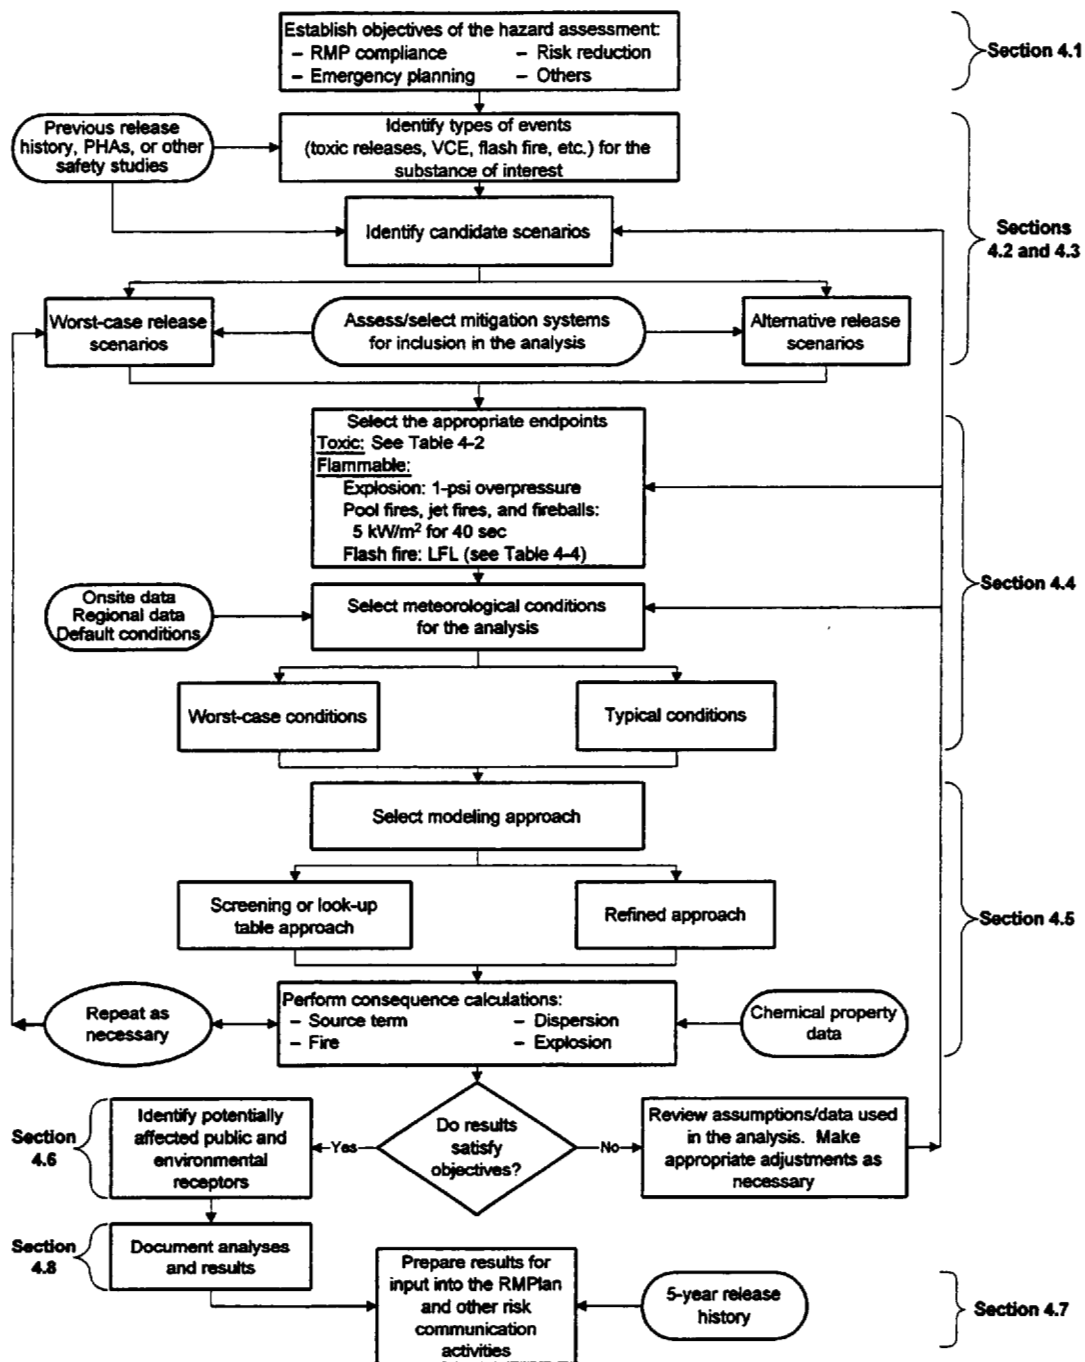 Establish objectives of the hazard assessment:
– RMP compliance – Risk reduction
– Emergency planning – Others
Section 4.1
Previous release
history, PHAs, or other
safety studies
Identify types of events
(toxic releases, VCE, flash fire, etc.) for the
substance of interest
Identify candidate scenarios
Sections
4.2 and 4.3
Worst-case release
scenarios
Assess/select mitigation systems
for inclusion in the analysis
Alternative release
scenarios
Select the appropriate endpoints
Toxic: See Table 4-2
Flammable:
Explosion: 1-psi overpressure
Pool fires, jet fires, and fireballs:
5 kW/m² for 40 sec
Flash fire: LFL (see Table 4-4)
Section 4.4
Onsite data
Regional data
Default conditions
Select meteorological conditions
for the analysis
Worst-case conditions
Typical conditions
Select modeling approach
Screening or look-up
table approach
Refined approach
Section 4.5
Repeat as
necessary
Perform consequence calculations:
– Source term – Dispersion
– Fire – Explosion
Chemical property
data
Section
4.6
Identify potentially
affected public and
environmental
receptors
Yes
Do results
satisfy
objectives?
No
Review assumptions/data used
in the analysis. Make
appropriate adjustments as
necessary
Section
4.8
Document analyses
and results
Prepare results for
input into the RMPlan
and other risk
communication
activities
5-year release
history
Section 4.7